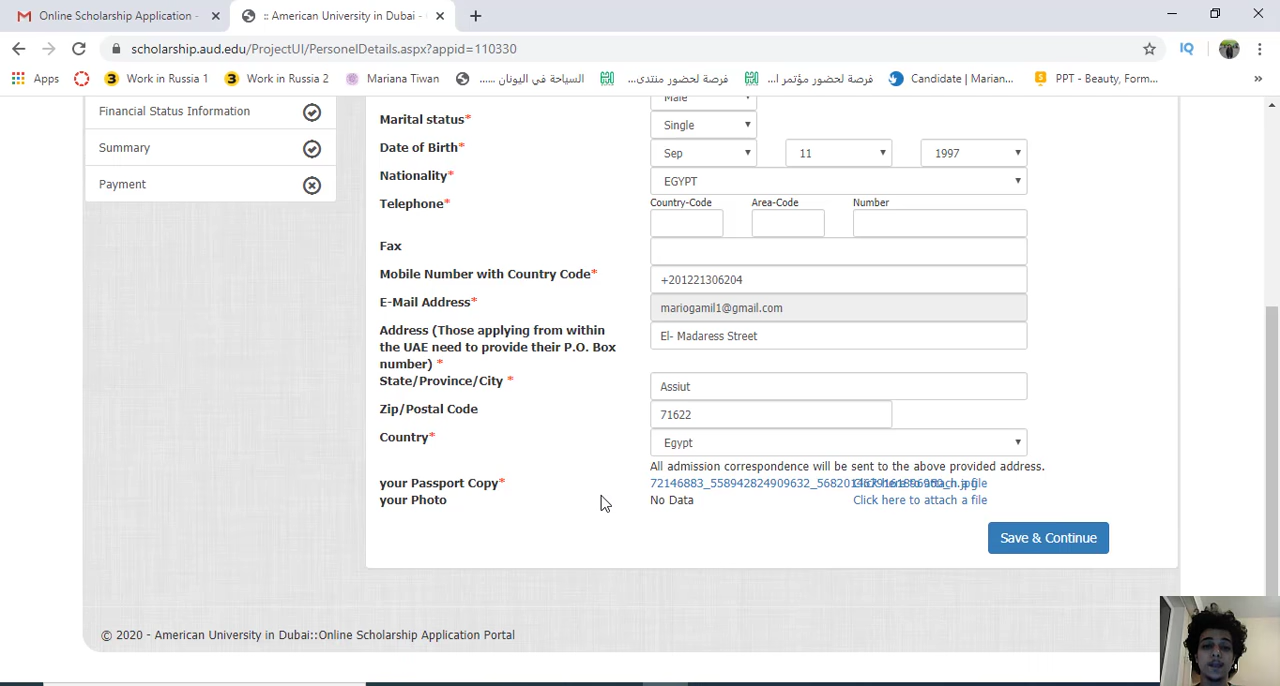 Online Scholarship Application -
:: American University in Dubai -
scholarship.aud.edu/ProjectUI/PersonelDetails.aspx?appid=110330
Apps
Work in Russia 1
Work in Russia 2
Mariana Tiwan
السياحة في اليونان .....
فرصة لحضور منتدى...
فرصة لحضور مؤتمر ا...
Candidate | Marian...
PPT - Beauty, Form...
»
Financial Status Information
Summary
Payment
Male
Marital status*
Single
Date of Birth*
Sep
11
1997
Nationality*
EGYPT
Telephone*
Country-Code
Area-Code
Number
Fax
Mobile Number with Country Code*
+201221306204
E-Mail Address*
mariogamil1@gmail.com
Address (Those applying from within
the UAE need to provide their P.O. Box
number) *
El- Madaress Street
State/Province/City *
Assiut
Zip/Postal Code
71622
Country*
Egypt
All admission correspondence will be sent to the above provided address.
your Passport Copy*
Click here to attach a file
your Photo
No Data
Click here to attach a file
Save & Continue
© 2020 - American University in Dubai::Online Scholarship Application Portal